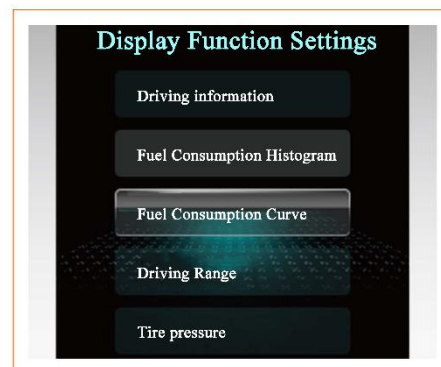 Display Function Settings
Driving information
Fuel Consumption Histogram
Fuel Consumption Curve
Driving Range
Tire pressure